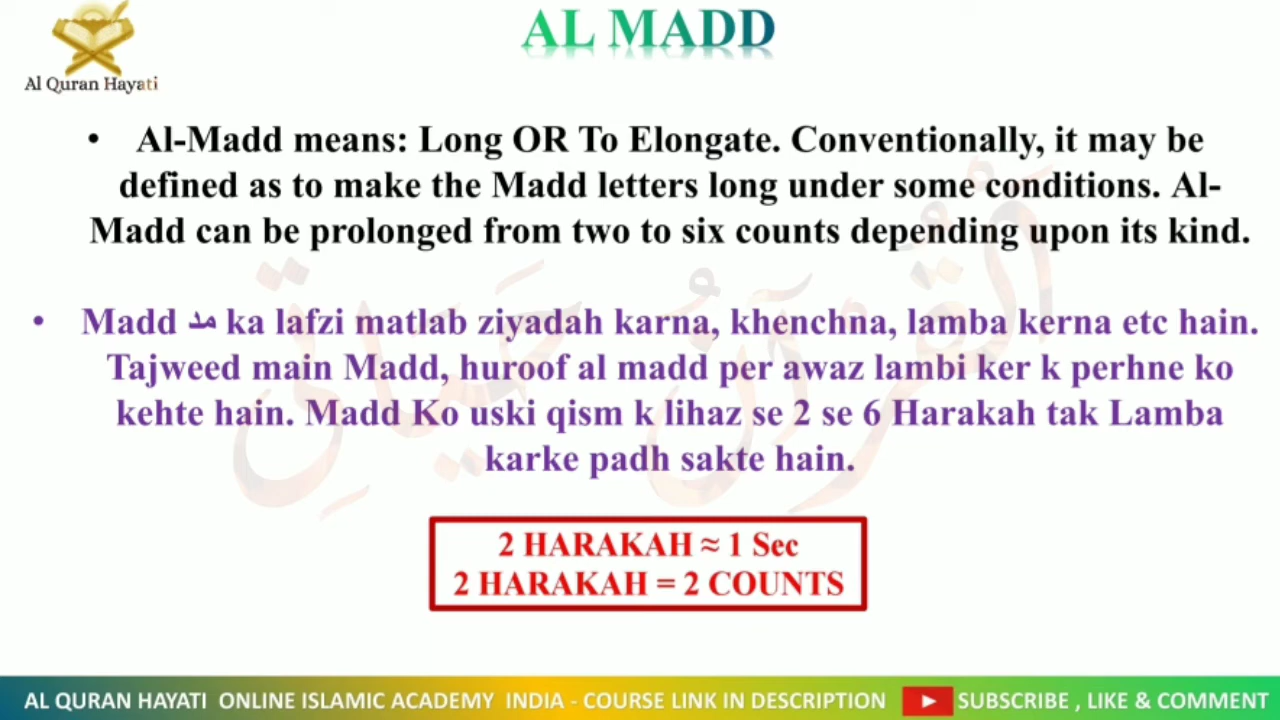 AL MADD
Al Quran Hayati
• Al-Madd means: Long OR To Elongate. Conventionally, it may be
defined as to make the Madd letters long under some conditions. Al-
Madd can be prolonged from two to six counts depending upon its kind.
• Madd مد ka lafzi matlab ziyadah karna, khenchna, lamba kerna etc hain.
Tajweed main Madd, huroof al madd per awaz lambi ker k perhne ko
kehte hain. Madd Ko uski qism k lihaz se 2 se 6 Harakah tak Lamba
karke padh sakte hain.
القُرْآنُ حَيَاتِي
2 HARAKAH ≈ 1 Sec
2 HARAKAH = 2 COUNTS
AL QURAN HAYATI ONLINE ISLAMIC ACADEMY INDIA - COURSE LINK IN DESCRIPTION SUBSCRIBE , LIKE & COMMENT